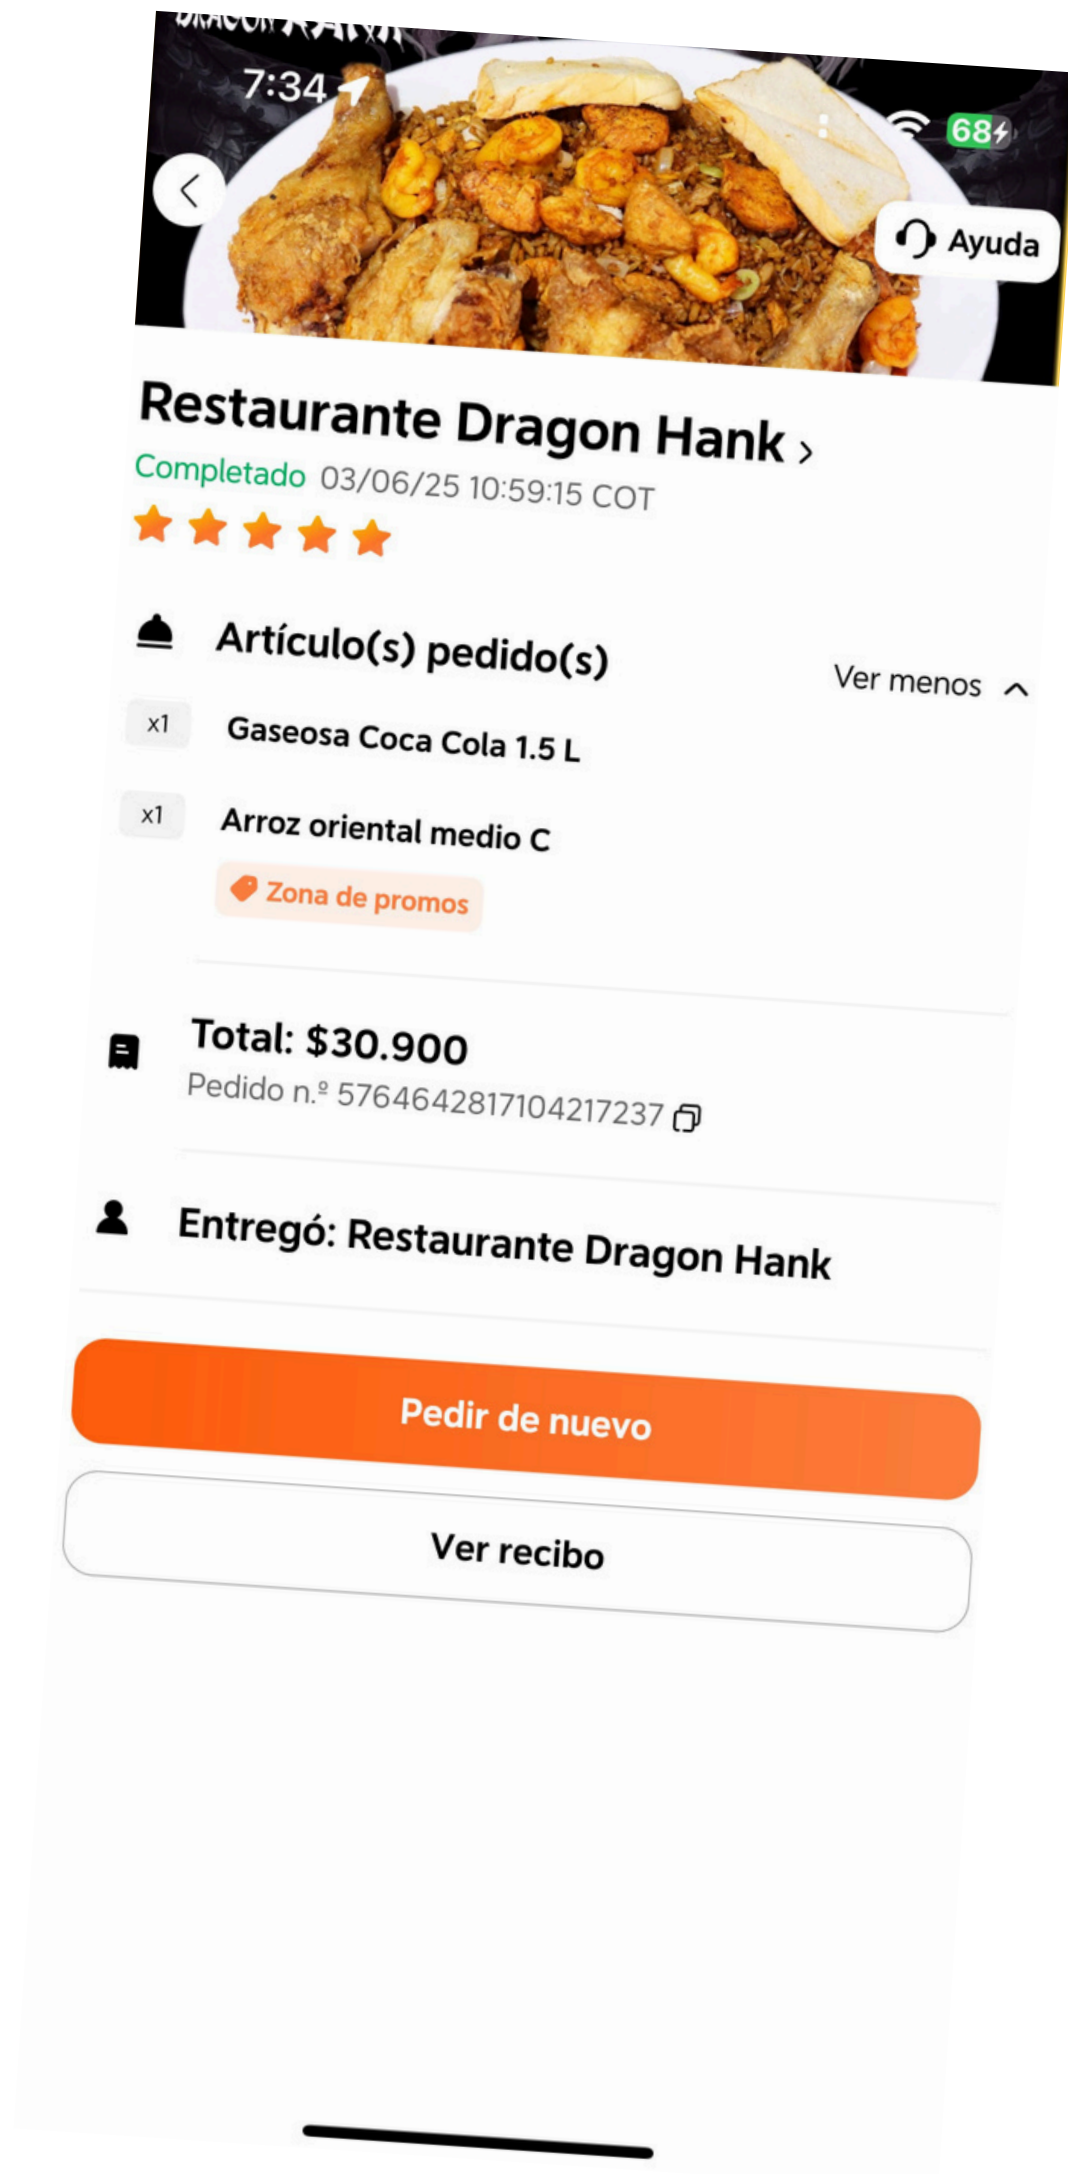 DRAGON
7:34
68
Ayuda
Restaurante Dragon Hank
Completado 03/06/25 10:59:15 COT
Artículo(s) pedido(s)
Ver menos
x1 Gaseosa Coca Cola 1.5 L
x1 Arroz oriental medio C
Zona de promos
Total: $30.900
Pedido n.º 5764642817104217237
Entregó: Restaurante Dragon Hank
Pedir de nuevo
Ver recibo